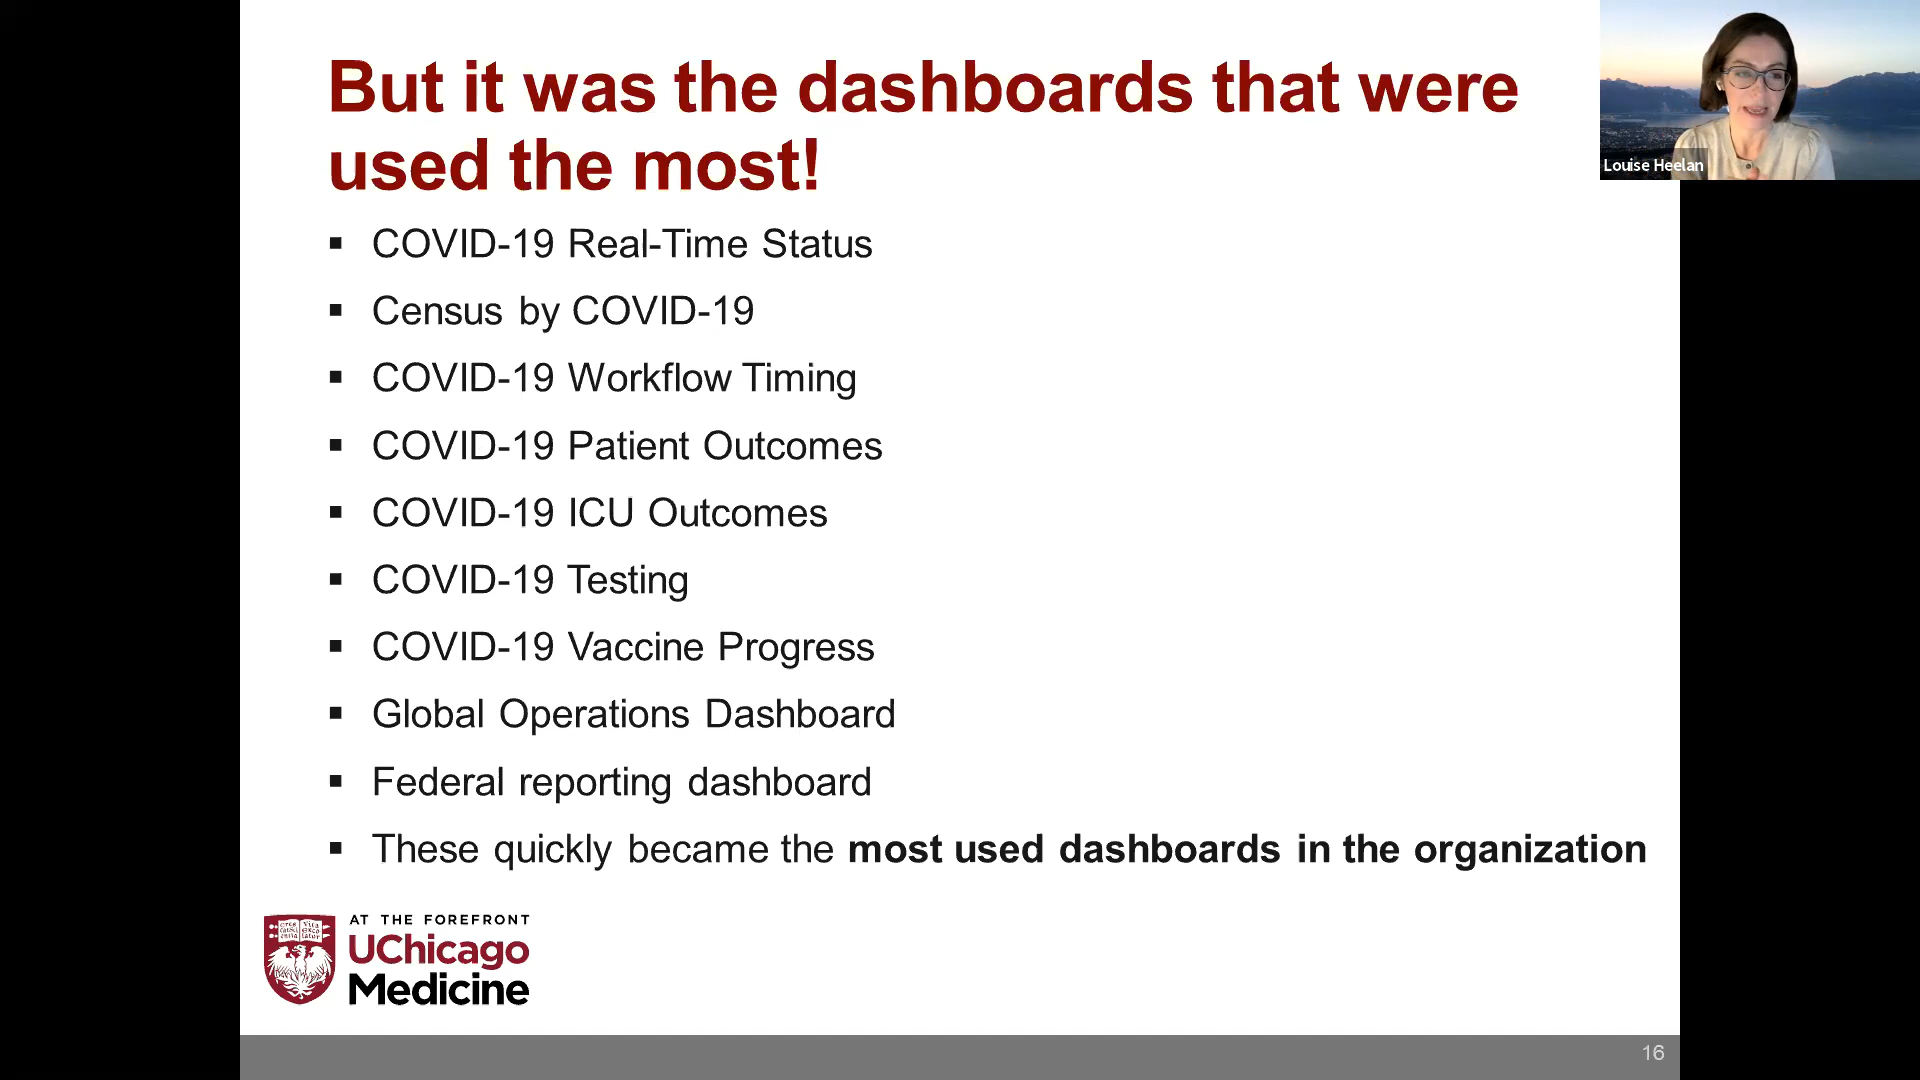 But it was the dashboards that were
used the most!
COVID-19 Real-Time Status
Census by COVID-19
COVID-19 Workflow Timing
COVID-19 Patient Outcomes
COVID-19 ICU Outcomes
COVID-19 Testing
COVID-19 Vaccine Progress
Global Operations Dashboard
Federal reporting dashboard
These quickly became the most used dashboards in the organization
AT THE FOREFRONT
UChicago
Medicine
16
Louise Heelan